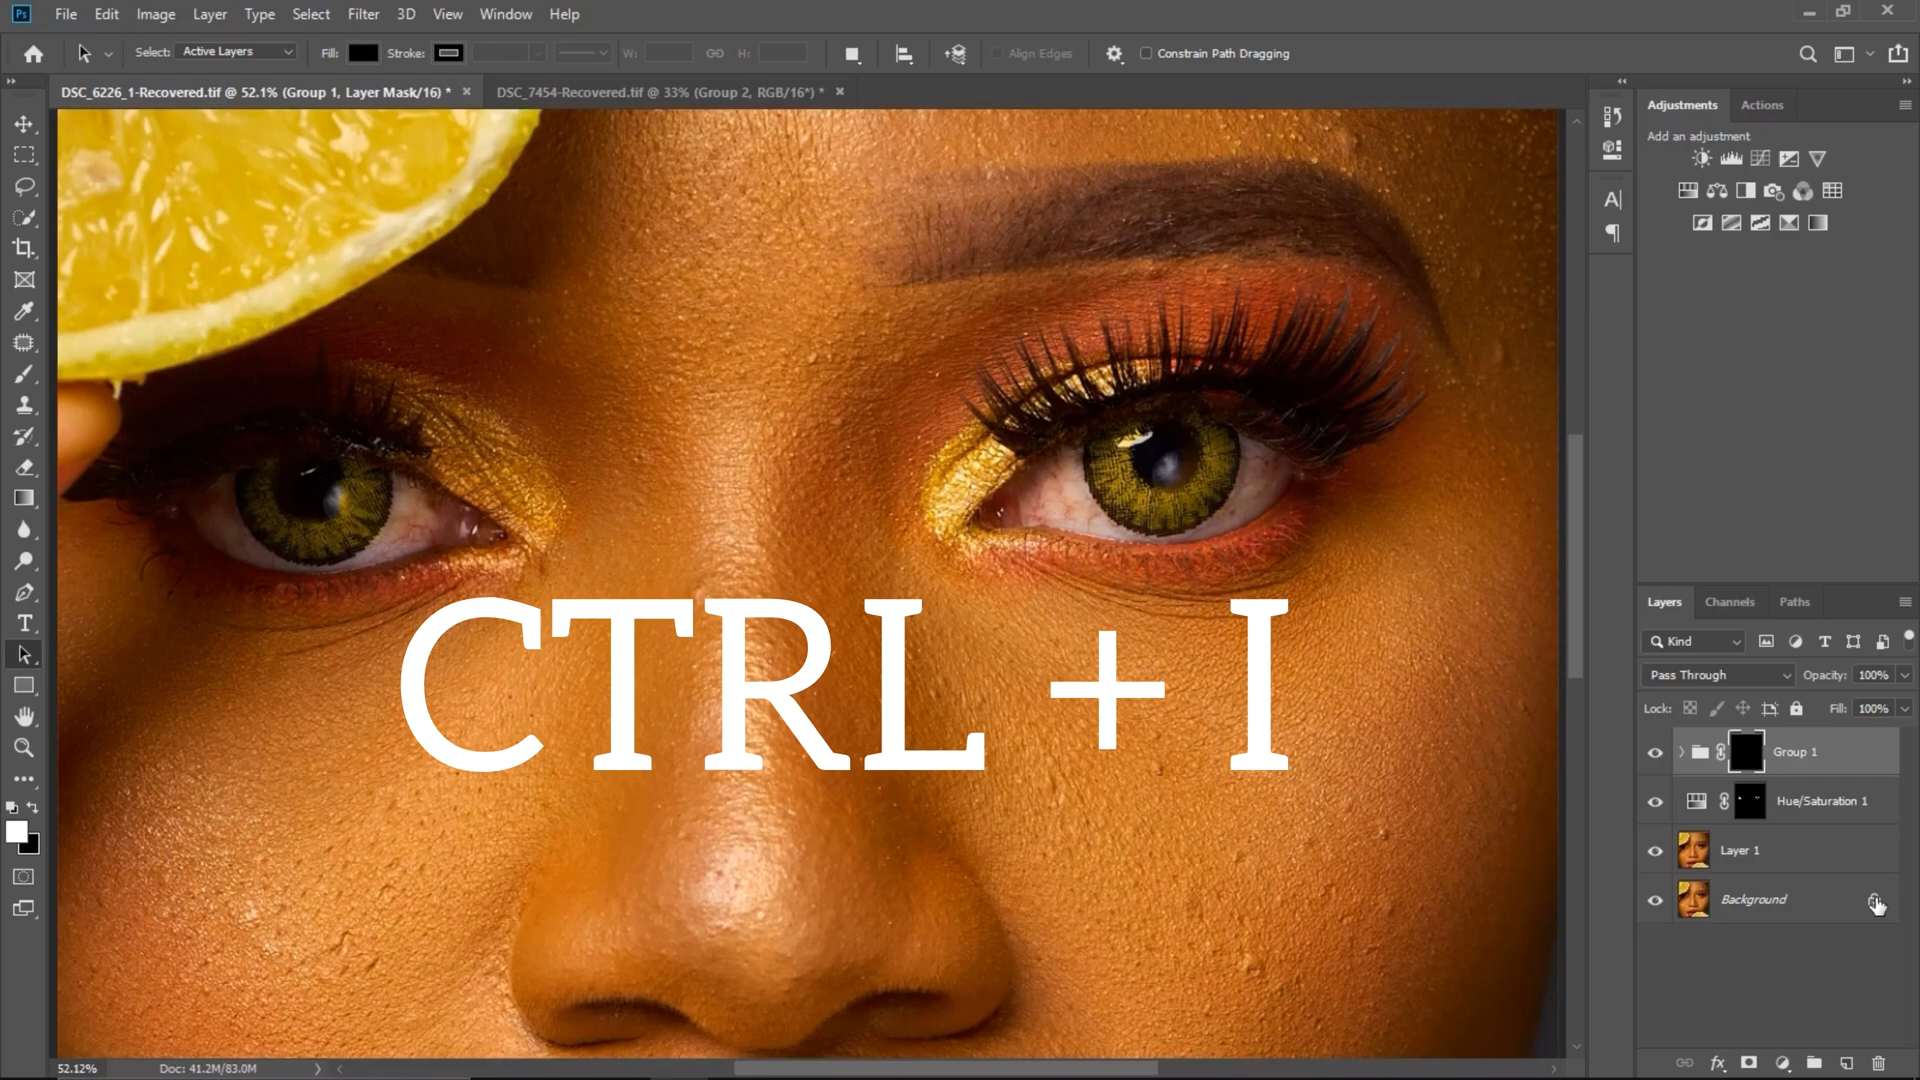 Ps File Edit Image Layer Type Select Filter 3D View Window Help
Select: Active Layers Fill: Stroke: W: H: Align Edges Constrain Path Dragging
DSC_6226_1-Recovered.tif @ 52.1% (Group 1, Layer Mask/16) * × DSC_7454-Recovered.tif @ 33% (Group 2, RGB/16*) * ×
Adjustments Actions
Add an adjustment
CTRL + I
Layers Channels Paths
Kind
Pass Through Opacity: 100%
Lock: Fill: 100%
Group 1
Hue/Saturation 1
Layer 1
Background
52.12% Doc: 41.2M/83.0M
fx